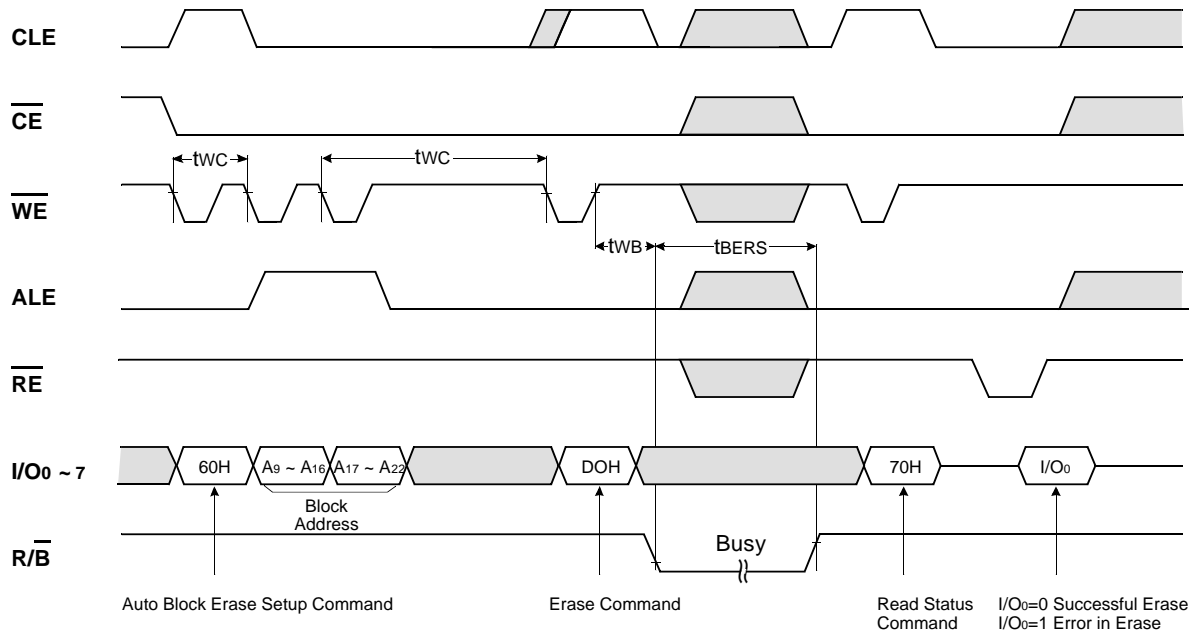 CLE
CE
tWC
tWC
WE
tWB
tBERS
ALE
RE
I/O0 ~ 7
60H
A9 ~ A16
A17 ~ A22
DOH
70H
I/O0
Block
Address
R/B
Busy
Auto Block Erase Setup Command
Erase Command
Read Status
Command
I/O0=0 Successful Erase
I/O0=1 Error in Erase